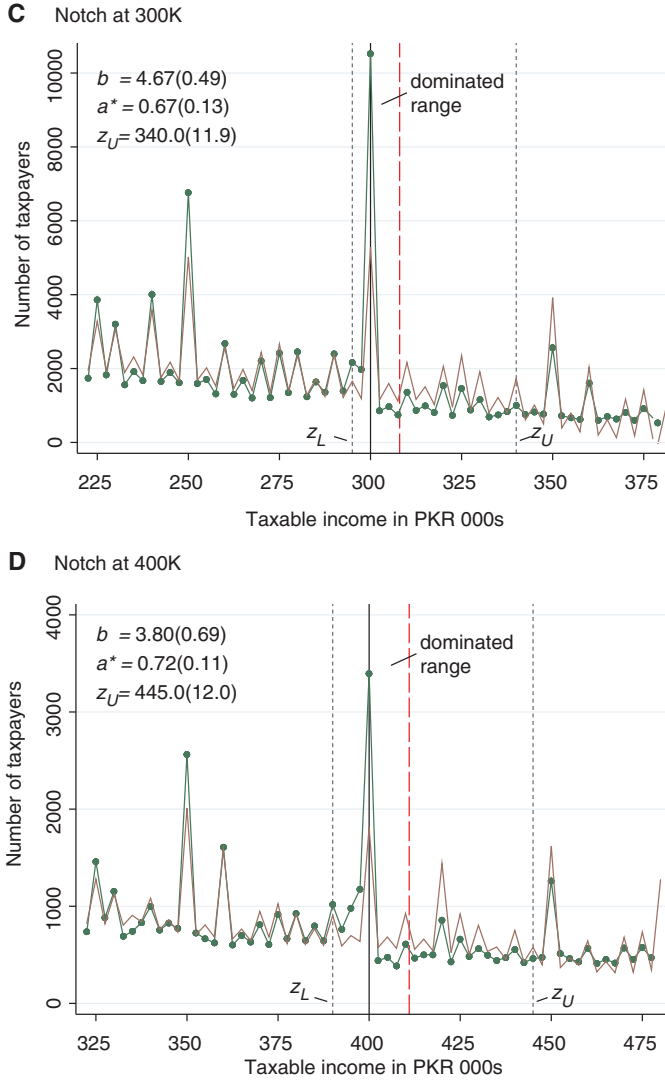 C Notch at 300K
b = 4.67(0.49)
a* = 0.67(0.13)
zU = 340.0(11.9)
dominated
range
Number of taxpayers
10000
8000
6000
4000
2000
0
zL
zU
225 250 275 300 325 350 375
Taxable income in PKR 000s
D Notch at 400K
b = 3.80(0.69)
a* = 0.72(0.11)
zU = 445.0(12.0)
dominated
range
Number of taxpayers
4000
3000
2000
1000
0
zL
zU
325 350 375 400 425 450 475
Taxable income in PKR 000s